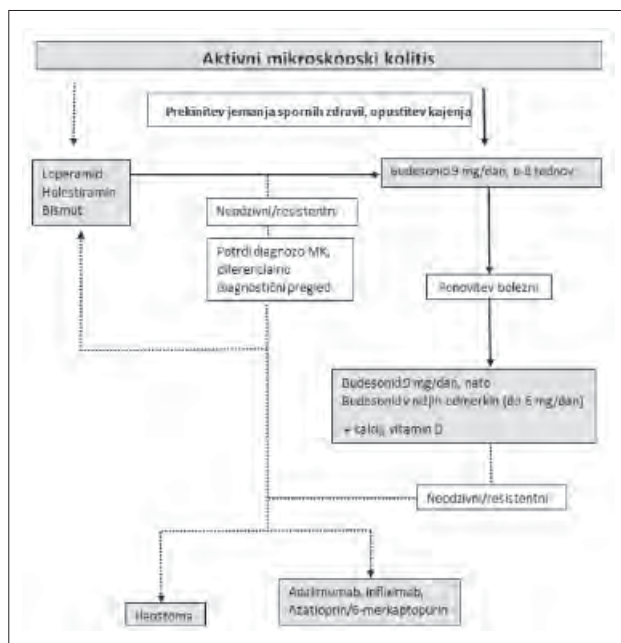 Aktivni mikroskopski kolitis
Prekinitev jemanja spornih zdravil, opustitev kajenja
Loperamid
Holestiramin
Bismut
Budesonid 9 mg/dan, 6-8 tednov
Neodzivni/resistentni
Potrdi diagnozo MK,
diferencialno
diagnostični pregled
Ponovitev bolezni
Budesonid 9 mg/dan, nato
Budesonid v nižjih odmerkih (do 6 mg/dan)
+ kalcij, vitamin D
Neodzivni/resistentni
Adalimumab, Infliximab,
Azatioprin/6-merkaptopurin
Ileostoma